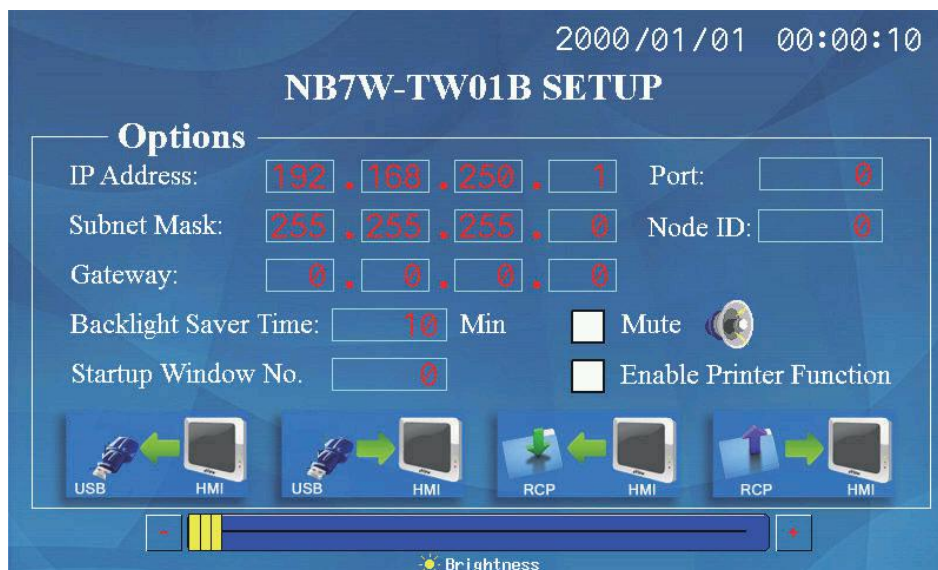 2000/01/01 00:00:10
NB7W-TW01B SETUP
Options
IP Address: 192 . 168 . 250 . 1 Port: 0
Subnet Mask: 255 . 255 . 255 . 0 Node ID: 0
Gateway: 0 . 0 . 0 . 0
Backlight Saver Time: 10 Min Mute
Startup Window No. 0 Enable Printer Function
USB HMI USB HMI RCP HMI RCP HMI
- +
Brightness